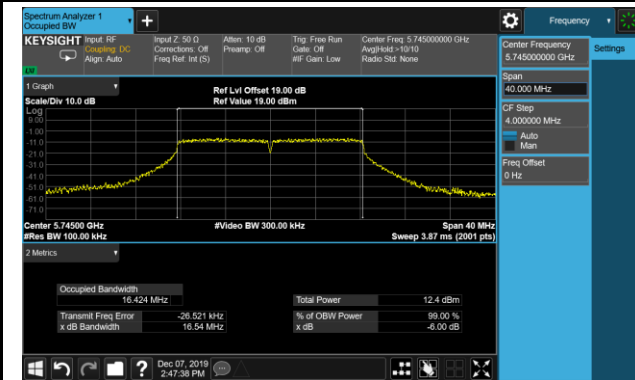 Spectrum Analyzer 1
Occupied BW
+
Frequency
KEYSIGHT Input: RF
Coupling: DC
Align: Auto
Input Z: 50 Ω
Corrections: Off
Freq Ref: Int (S)
Atten: 10 dB
Preamp: Off
Trig: Free Run
Gate: Off
#IF Gain: Low
Center Freq: 5.745000000 GHz
Avg|Hold:>10/10
Radio Std: None
Center Frequency
5.745000000 GHz
Settings
Span
40.000 MHz
CF Step
4.000000 MHz
Auto
Man
Freq Offset
0 Hz
1 Graph
Scale/Div 10.0 dB
Ref Lvl Offset 19.00 dB
Ref Value 19.00 dBm
Log
9.00
-1.00
-11.0
-21.0
-31.0
-41.0
-51.0
-61.0
-71.0
Center 5.74500 GHz
#Video BW 300.00 kHz
Span 40 MHz
#Res BW 100.00 kHz
Sweep 3.87 ms (2001 pts)
2 Metrics
Occupied Bandwidth
16.424 MHz
Total Power 12.4 dBm
Transmit Freq Error -26.521 kHz
% of OBW Power 99.00 %
x dB Bandwidth 16.54 MHz
x dB -6.00 dB
?
Dec 07, 2019
2:47:38 PM